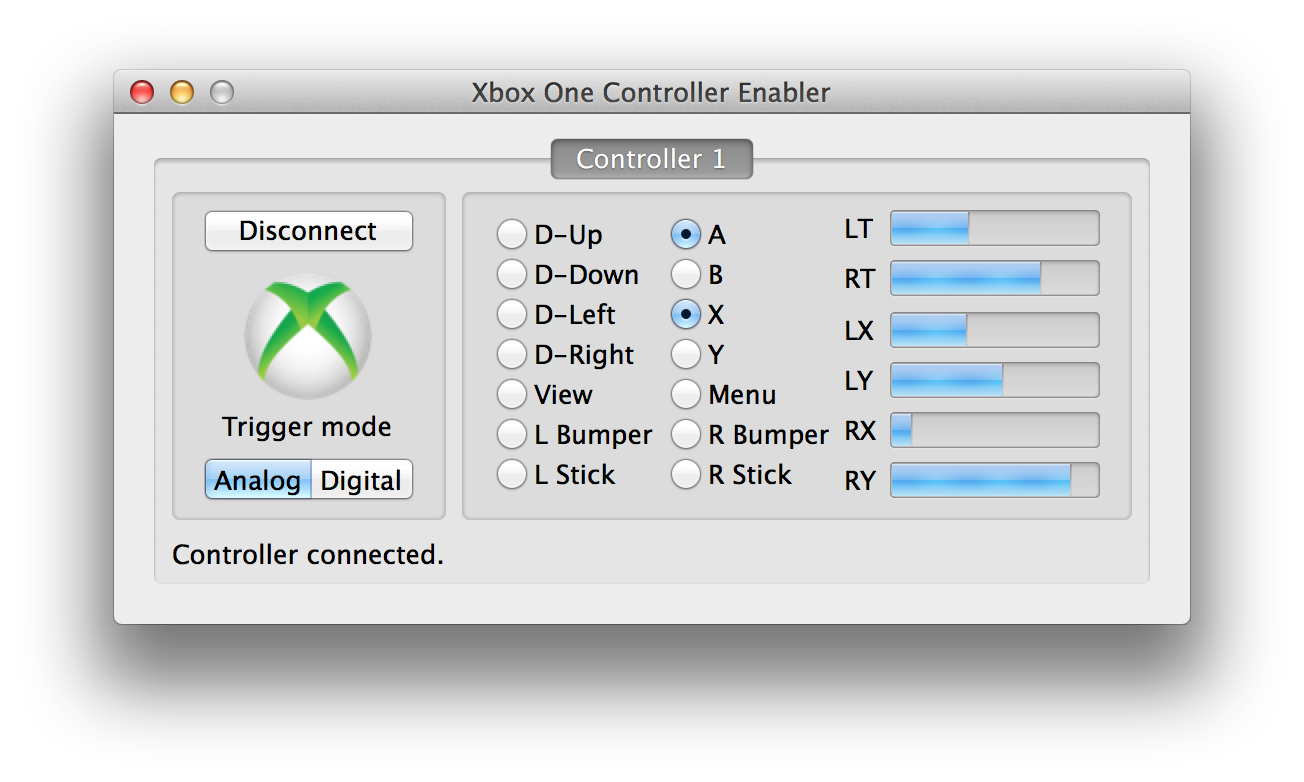 Xbox One Controller Enabler
Controller 1
Disconnect
Trigger mode
Analog Digital
D-Up A
D-Down B
D-Left X
D-Right Y
View Menu
L Bumper R Bumper
L Stick R Stick
LT
RT
LX
LY
RX
RY
Controller connected.